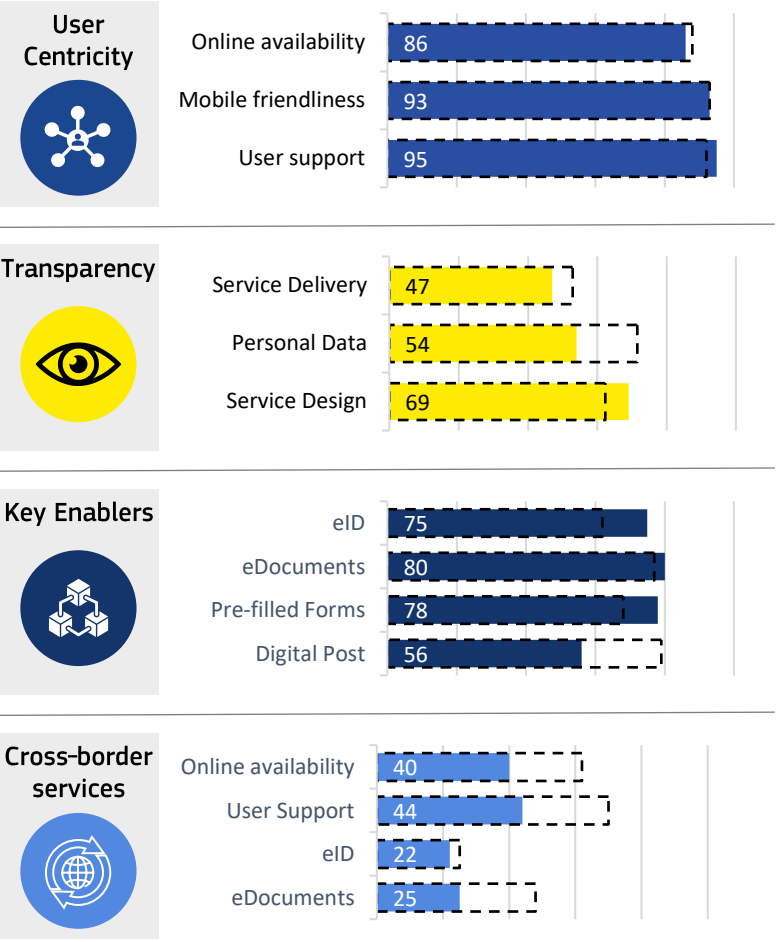 User
Centricity
Online availability 86
Mobile friendliness 93
User support 95
Transparency
Service Delivery 47
Personal Data 54
Service Design 69
Key Enablers
eID 75
eDocuments 80
Pre-filled Forms 78
Digital Post 56
Cross-border
services
Online availability 40
User Support 44
eID 22
eDocuments 25